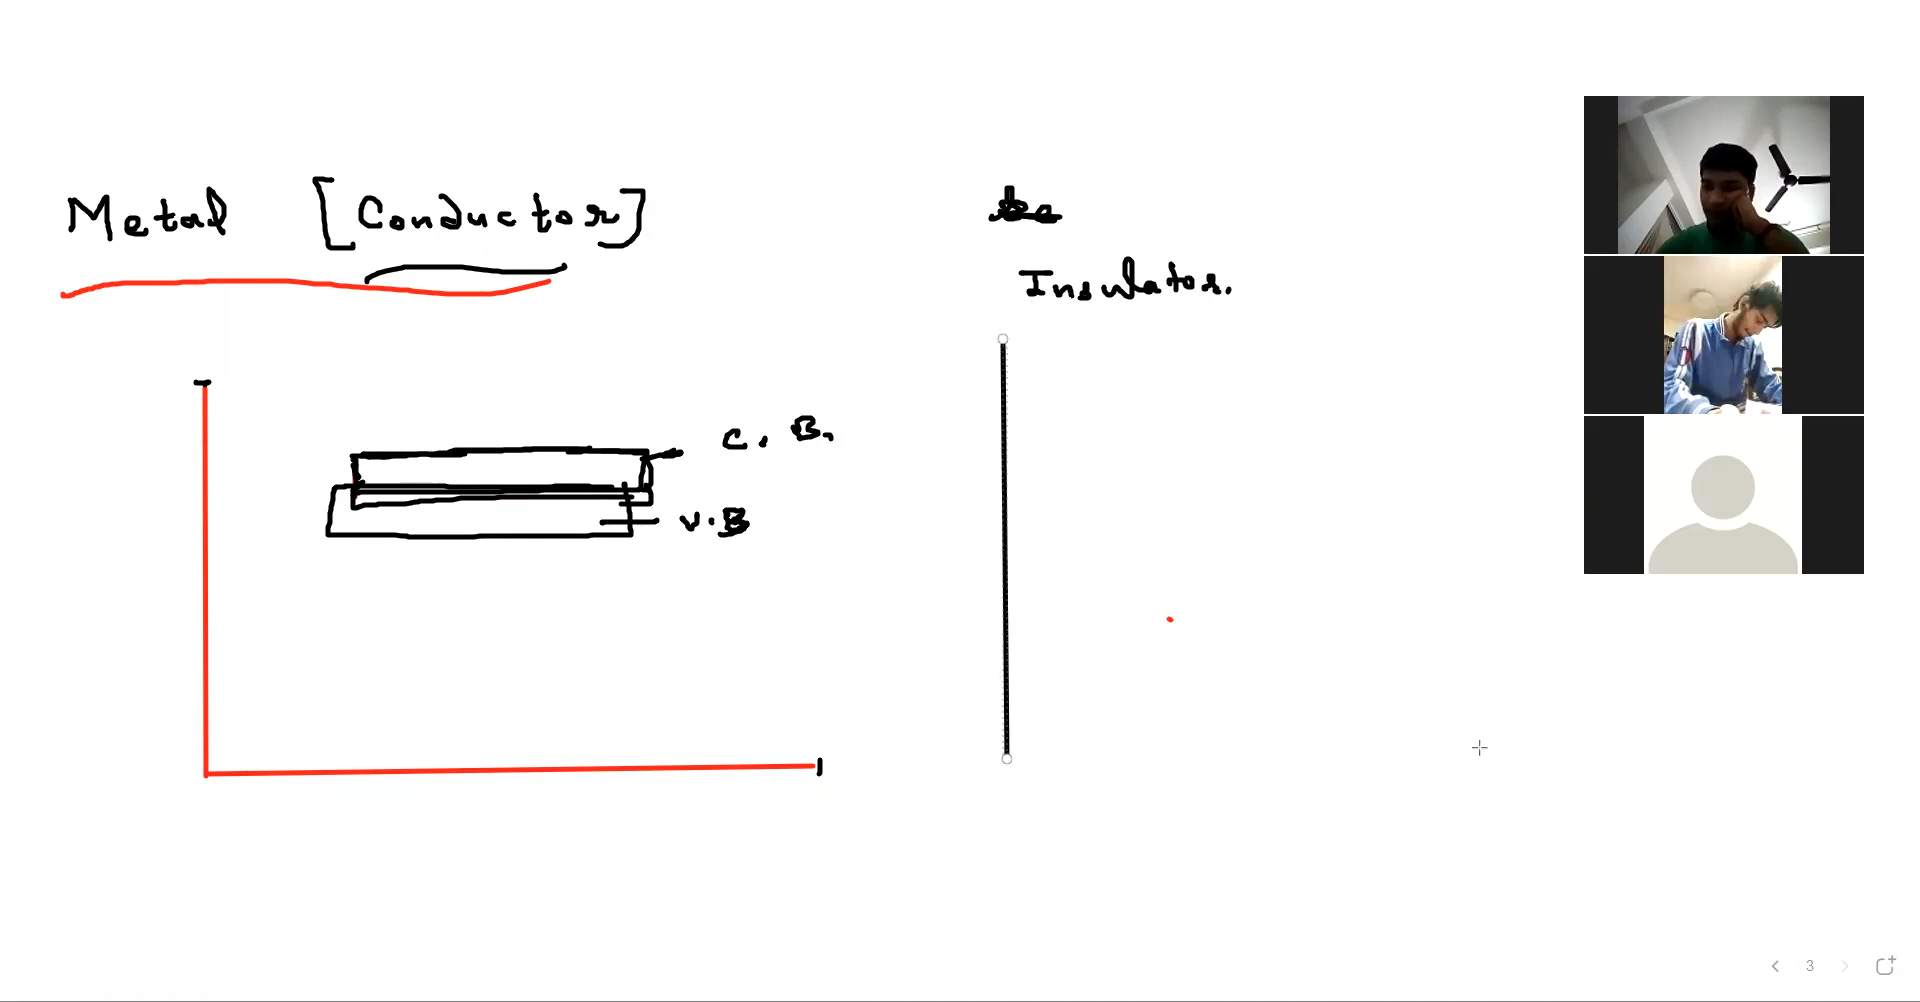 Metal [Conductor]
C. B.
V.B
Insulator.
3